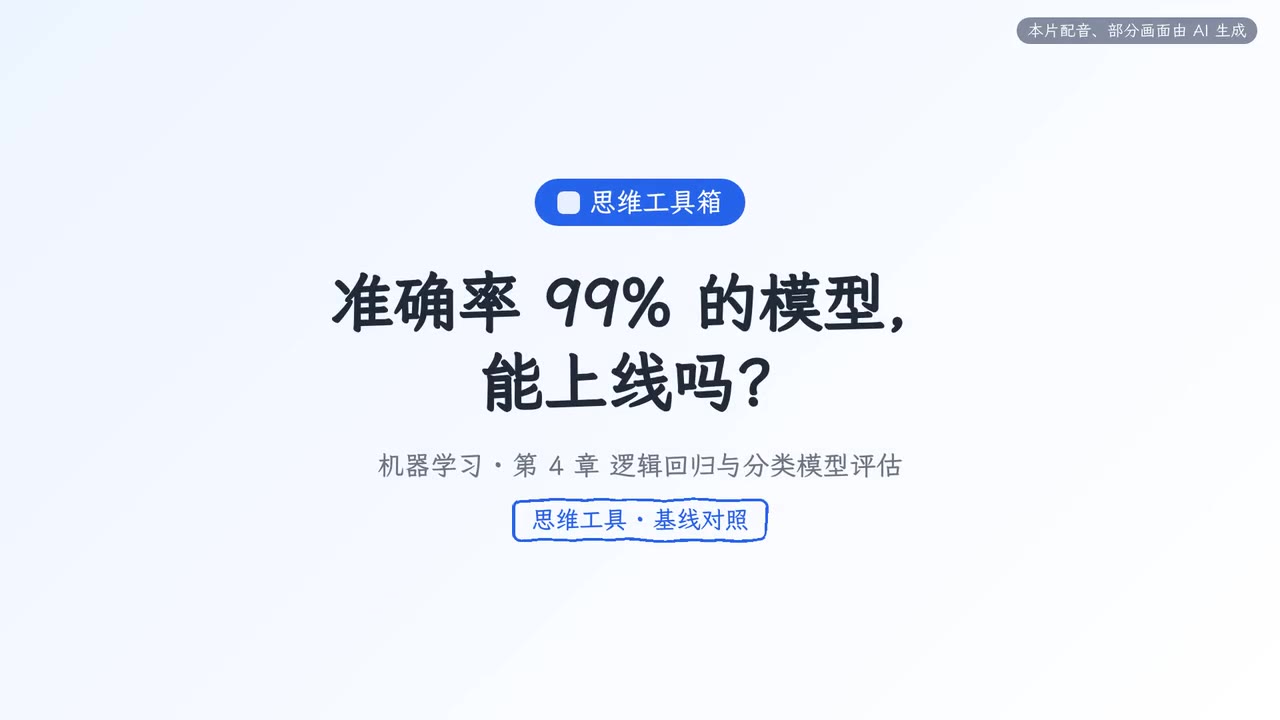 本片配音、部分画面由 AI 生成
思维工具箱
准确率 99% 的模型,
能上线吗?
机器学习·第 4 章 逻辑回归与分类模型评估
思维工具·基线对照